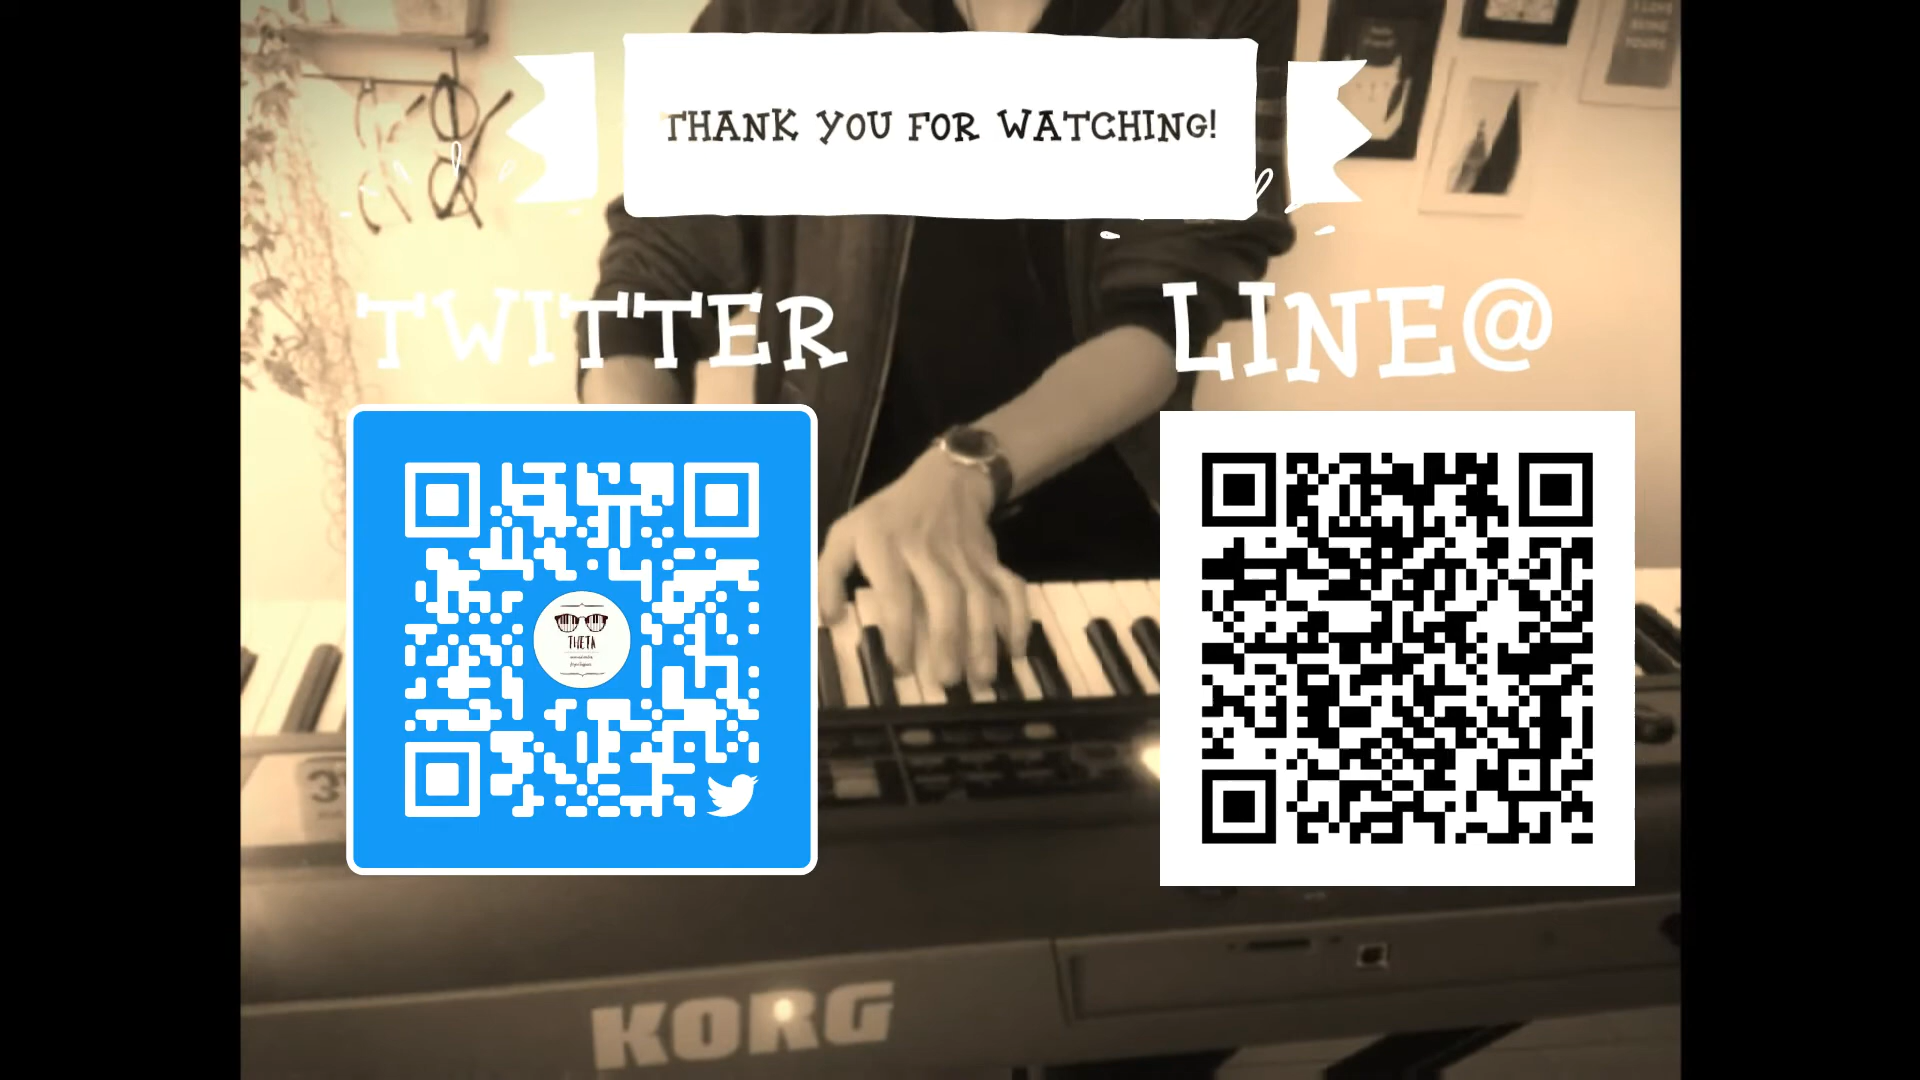 THANK YOU FOR WATCHING!
TWITTER
LINE@
THETA
KORG